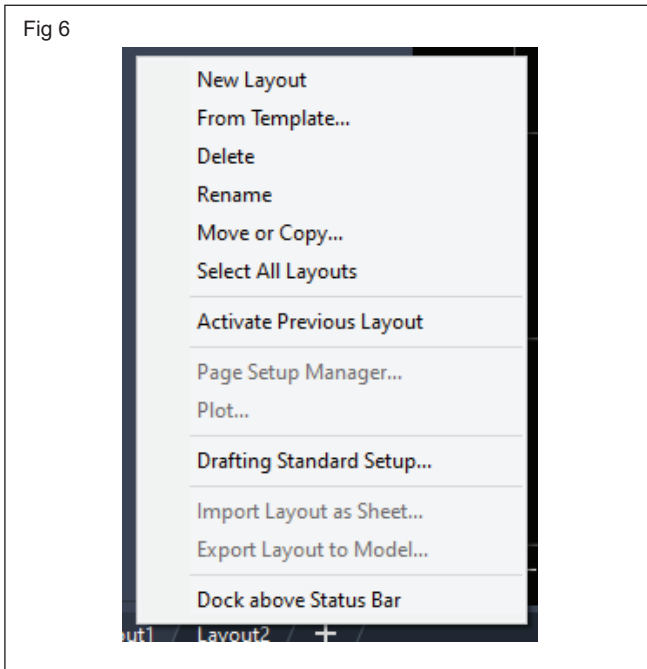 Fig 6
New Layout
From Template...
Delete
Rename
Move or Copy...
Select All Layouts
Activate Previous Layout
Page Setup Manager...
Plot...
Drafting Standard Setup...
Import Layout as Sheet...
Export Layout to Model...
Dock above Status Bar
out1 / Layout2 / + /